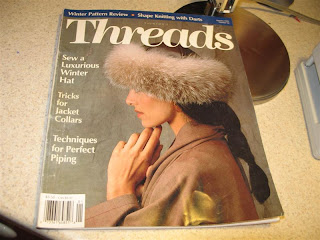 Winter Pattern Review • Shape Knitting with Darts
Threads
Sew a
Luxurious
Winter
Hat
Tricks
for
Jacket
Collars
Techniques
for Perfect
Piping